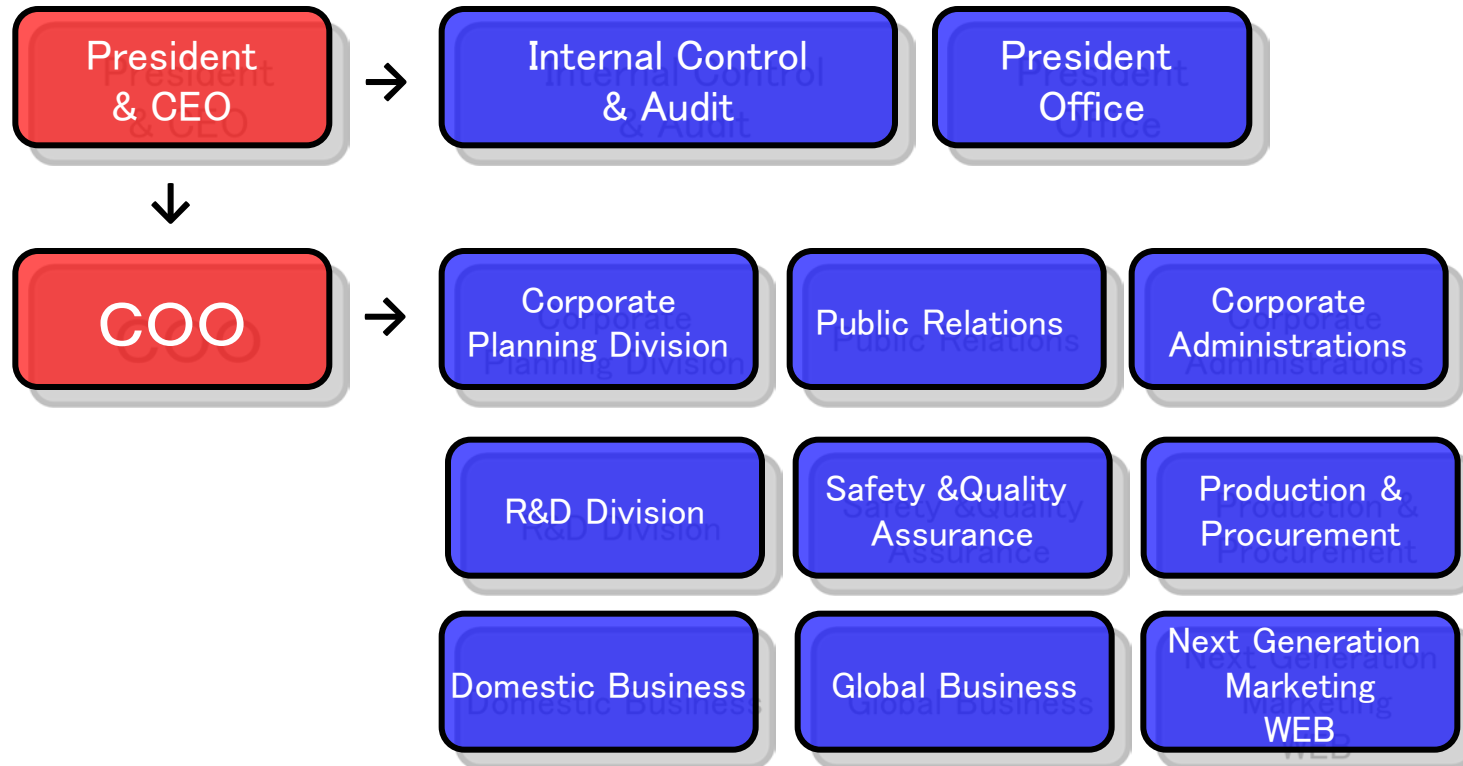 President
& CEO
Internal Control
& Audit
President
Office
COO
Corporate
Planning Division
Public Relations
Corporate
Administrations
R&D Division
Safety &Quality
Assurance
Production &
Procurement
Domestic Business
Global Business
Next Generation
Marketing
WEB